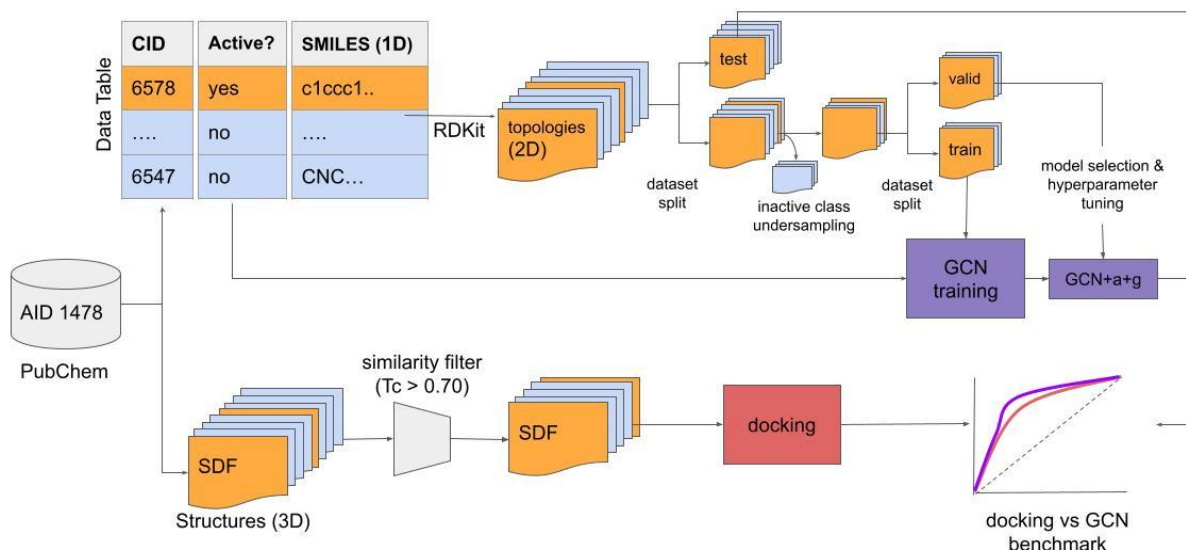 Data Table
CID Active? SMILES (1D)
6578 yes c1ccc1..
.... no ....
6547 no CNC...
RDKit
topologies
(2D)
dataset
split
test
inactive class
undersampling
dataset
split
valid
train
model selection &
hyperparameter
tuning
GCN
training
GCN+a+g
AID 1478
PubChem
SDF
Structures (3D)
similarity filter
(Tc > 0.70)
SDF
docking
docking vs GCN
benchmark